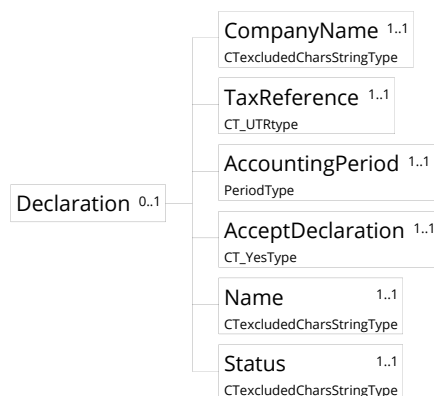 CompanyName 1..1
CTexcludedCharsStringType
TaxReference 1..1
CT_UTRtype
AccountingPeriod 1..1
PeriodType
Declaration 0..1
AcceptDeclaration 1..1
CT_YesType
Name 1..1
CTexcludedCharsStringType
Status 1..1
CTexcludedCharsStringType